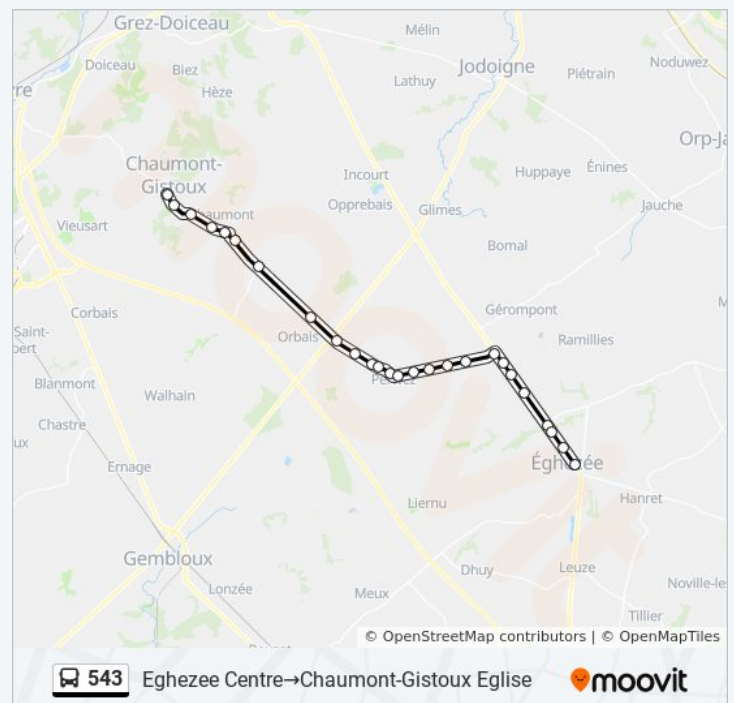 Grez-Doiceau
Mélin
Doiceau
Biez
Jodoigne
Noduwez
Piétrain
Lathuy
Hèze
Orp-Ja
Chaumont-
Gistoux
Incourt
Huppaye
Énines
Opprebais
Glimes
Jauche
Chaumont
Vieusart
Bomal
Corbais
Gérompont
Saint-
Orbais
Ramillies
Blanmont
Walhain
Perwez
Chastre
Ernage
Éghezée
Hanret
Liernu
Gembloux
Dhuy
Leuze
Lonzée
Meux
Noville-le
Tillier
© OpenStreetMap contributors | © OpenMapTiles
543 Eghezee Centre→Chaumont-Gistoux Eglise moovit